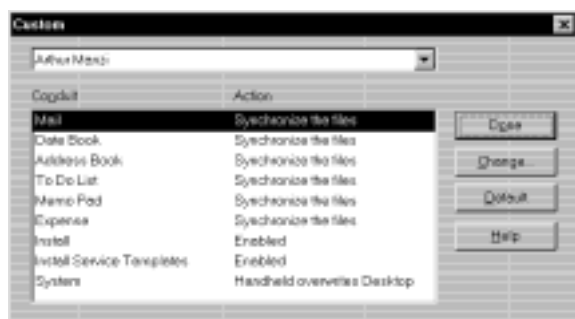 Custom
Arthur Manzi
Conduit Action
Mail Synchronize the files
Date Book Synchronize the files
Address Book Synchronize the files
To Do List Synchronize the files
Memo Pad Synchronize the files
Expense Synchronize the files
Install Enabled
Install Service Templates Enabled
System Handheld overwrites Desktop
Done
Change...
Default
Help